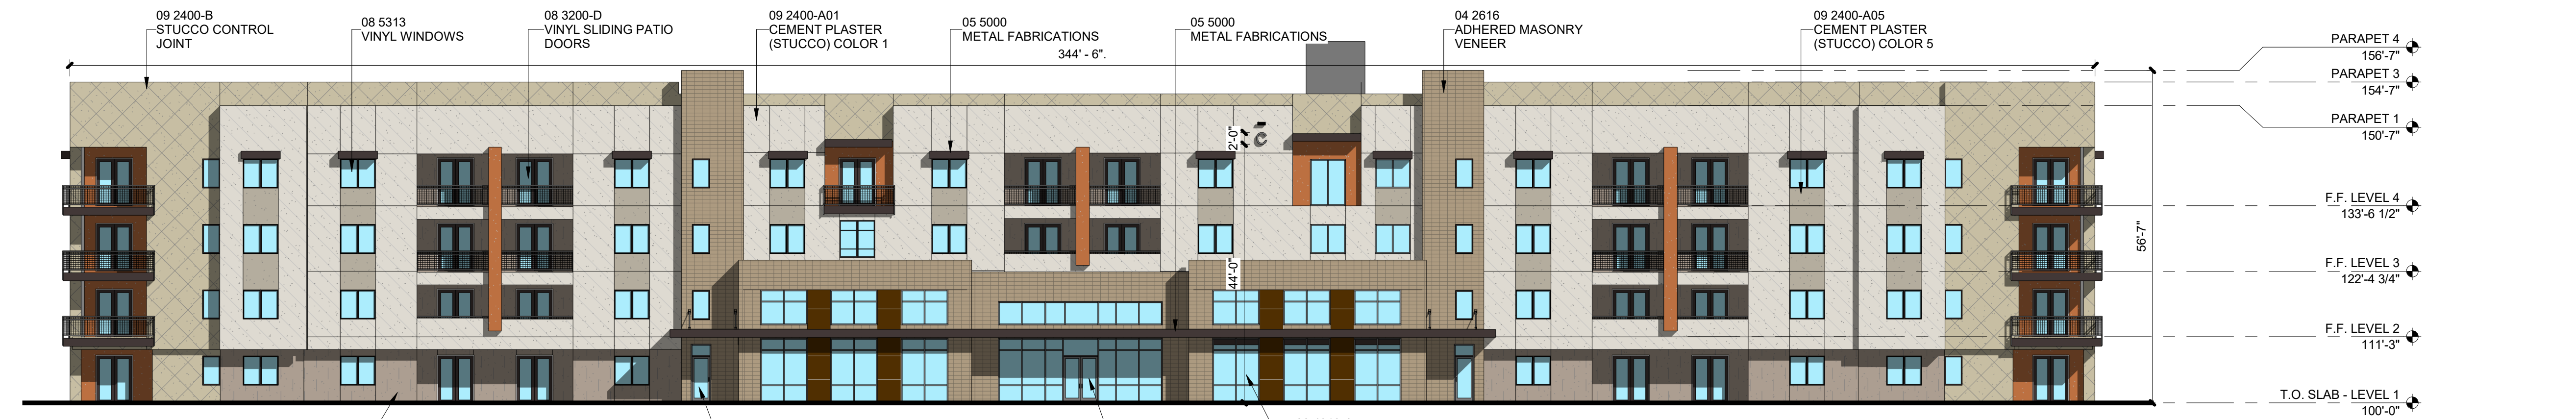 09 2400-B
STUCCO CONTROL
JOINT
08 5313
VINYL WINDOWS
08 3200-D
VINYL SLIDING PATIO
DOORS
09 2400-A01
CEMENT PLASTER
(STUCCO) COLOR 1
05 5000
METAL FABRICATIONS
05 5000
METAL FABRICATIONS
04 2616
ADHERED MASONRY
VENEER
09 2400-A05
CEMENT PLASTER
(STUCCO) COLOR 5
344' - 6".
PARAPET 4
156'-7"
PARAPET 3
154'-7"
PARAPET 1
150'-7"
2'-0"
F.F. LEVEL 4
133'-6 1/2"
56'-7"
44'-0"
F.F. LEVEL 3
122'-4 3/4"
F.F. LEVEL 2
111'-3"
T.O. SLAB - LEVEL 1
100'-0"